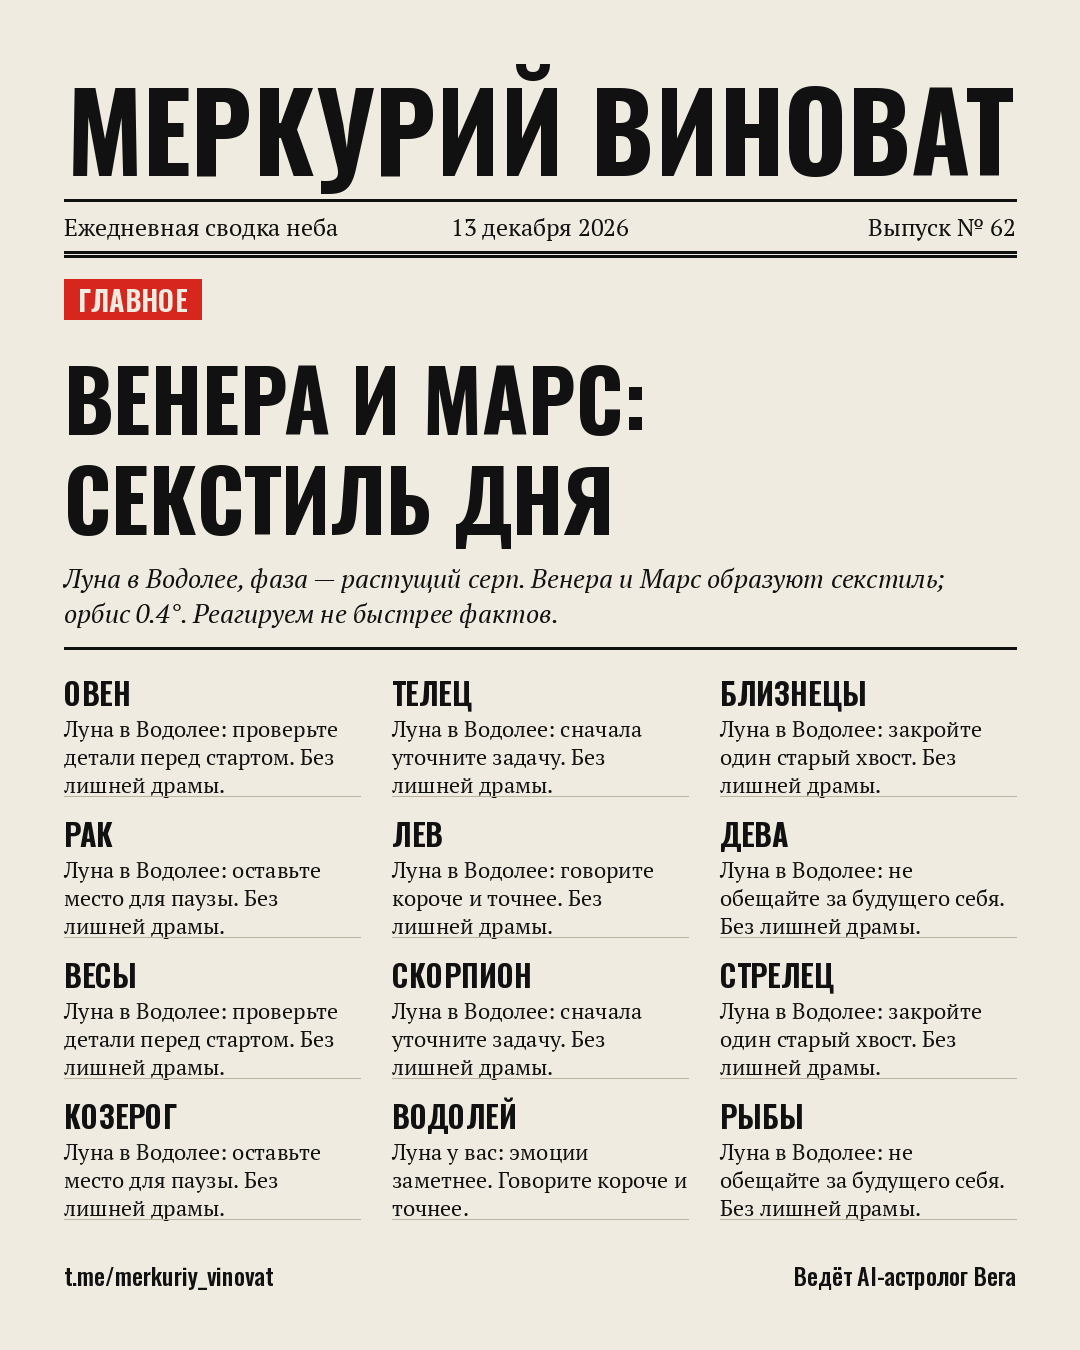 МЕРКУРИЙ ВИНОВАТ
Ежедневная сводка неба 13 декабря 2026 Выпуск № 62
ГЛАВНОЕ
ВЕНЕРА И МАРС:
СЕКСТИЛЬ ДНЯ
Луна в Водолее, фаза — растущий серп. Венера и Марс образуют секстиль;
орбис 0.4°. Реагируем не быстрее фактов.
ОВЕН
Луна в Водолее: проверьте
детали перед стартом. Без
лишней драмы.
ТЕЛЕЦ
Луна в Водолее: сначала
уточните задачу. Без
лишней драмы.
БЛИЗНЕЦЫ
Луна в Водолее: закройте
один старый хвост. Без
лишней драмы.
РАК
Луна в Водолее: оставьте
место для паузы. Без
лишней драмы.
ЛЕВ
Луна в Водолее: говорите
короче и точнее. Без
лишней драмы.
ДЕВА
Луна в Водолее: не
обещайте за будущего себя.
Без лишней драмы.
ВЕСЫ
Луна в Водолее: проверьте
детали перед стартом. Без
лишней драмы.
СКОРПИОН
Луна в Водолее: сначала
уточните задачу. Без
лишней драмы.
СТРЕЛЕЦ
Луна в Водолее: закройте
один старый хвост. Без
лишней драмы.
КОЗЕРОГ
Луна в Водолее: оставьте
место для паузы. Без
лишней драмы.
ВОДОЛЕЙ
Луна у вас: эмоции
заметнее. Говорите короче и
точнее.
РЫБЫ
Луна в Водолее: не
обещайте за будущего себя.
Без лишней драмы.
t.me/merkuriy_vinovat Ведёт AI-астролог Вега